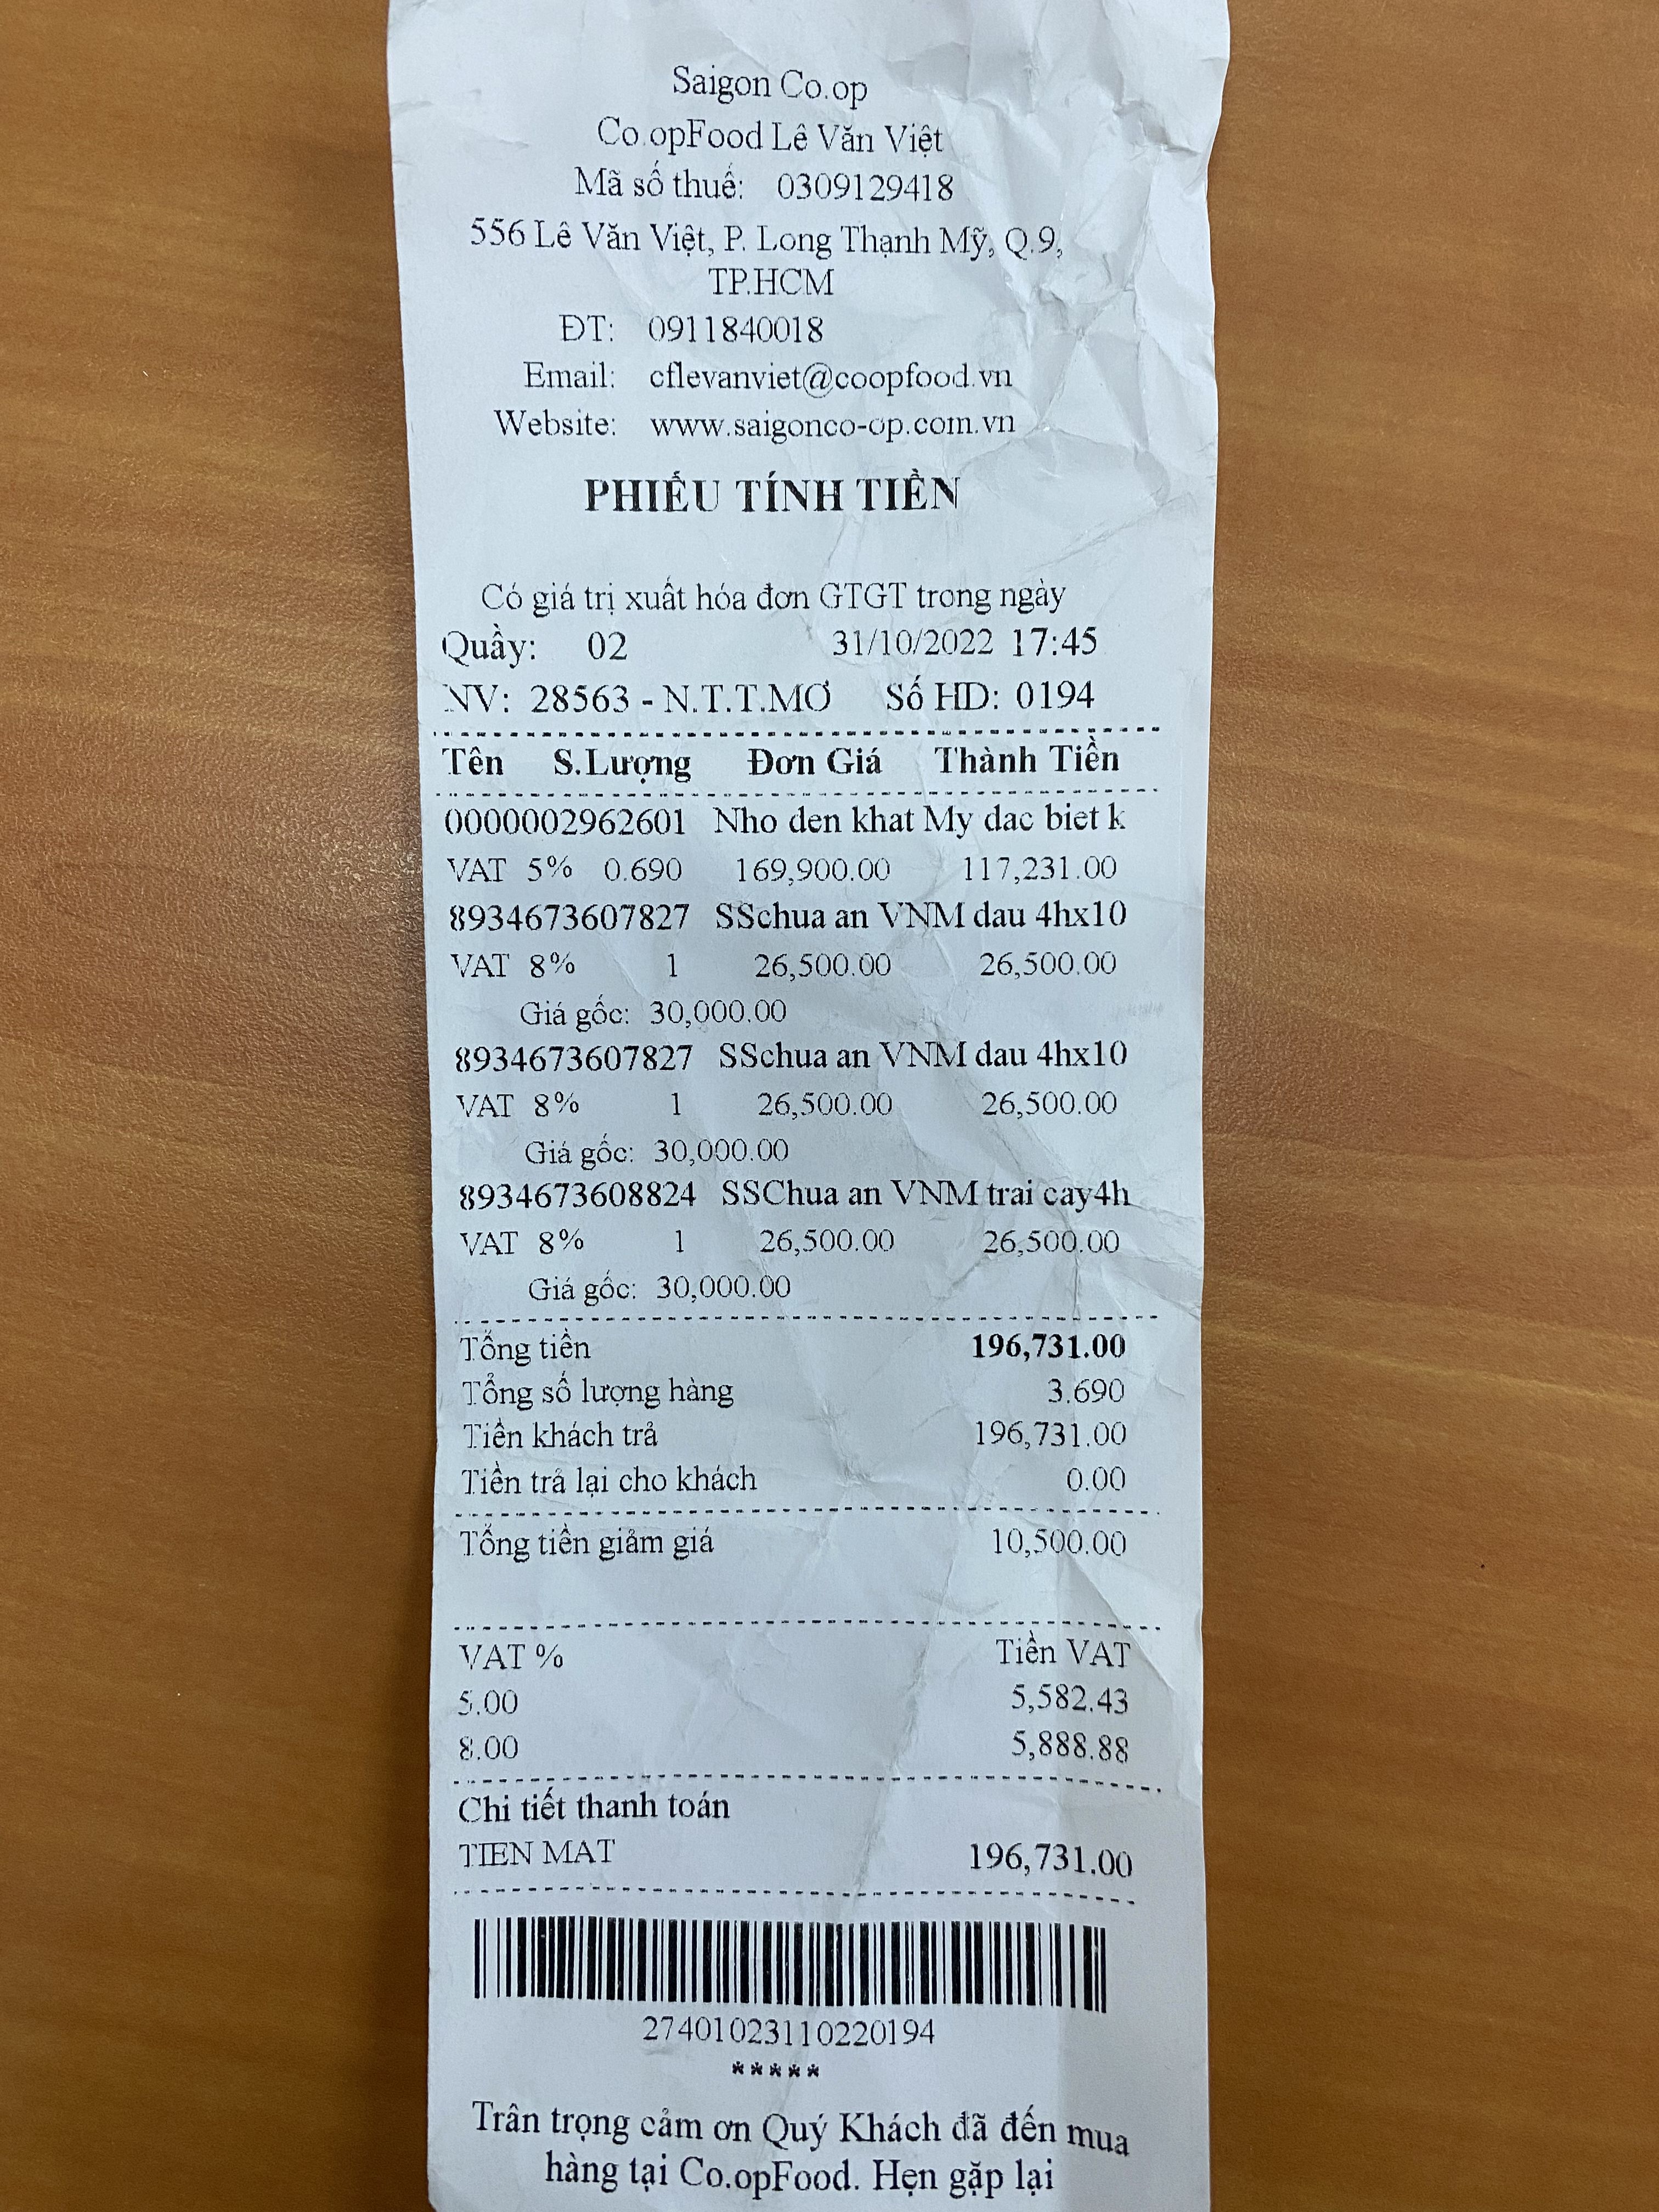 Saigon Co.op
Co.opFood Lê Văn Việt
Mã số thuế: 0309129418
556 Lê Văn Việt, P. Long Thạnh Mỹ, Q.9,
TP.HCM
ĐT: 0911840018
Email: cflevanviet@coopfood.vn
Website: www.saigonco-op.com.vn
PHIẾU TÍNH TIỀN
Có giá trị xuất hóa đơn GTGT trong ngày
Quầy: 02 31/10/2022 17:45
NV: 28563 - N.T.T.MƠ Số HD: 0194
Tên S.Lượng Đơn Giá Thành Tiền
0000002962601 Nho den khat My dac biet k
VAT 5% 0.690 169,900.00 117,231.00
8934673607827 SSchua an VNM dau 4hx10
VAT 8% 1 26,500.00 26,500.00
Giá gốc: 30,000.00
8934673607827 SSchua an VNM dau 4hx10
VAT 8% 1 26,500.00 26,500.00
Giá gốc: 30,000.00
8934673608824 SSChua an VNM trai cay4h
VAT 8% 1 26,500.00 26,500.00
Giá gốc: 30,000.00
Tổng tiền 196,731.00
Tổng số lượng hàng 3.690
Tiền khách trả 196,731.00
Tiền trả lại cho khách 0.00
Tổng tiền giảm giá 10,500.00
VAT % Tiền VAT
5.00 5,582.43
8.00 5,888.88
Chi tiết thanh toán
TIEN MAT 196,731.00
27401023110220194
*****
Trân trọng cảm ơn Quý Khách đã đến mua
hàng tại Co.opFood. Hẹn gặp lại